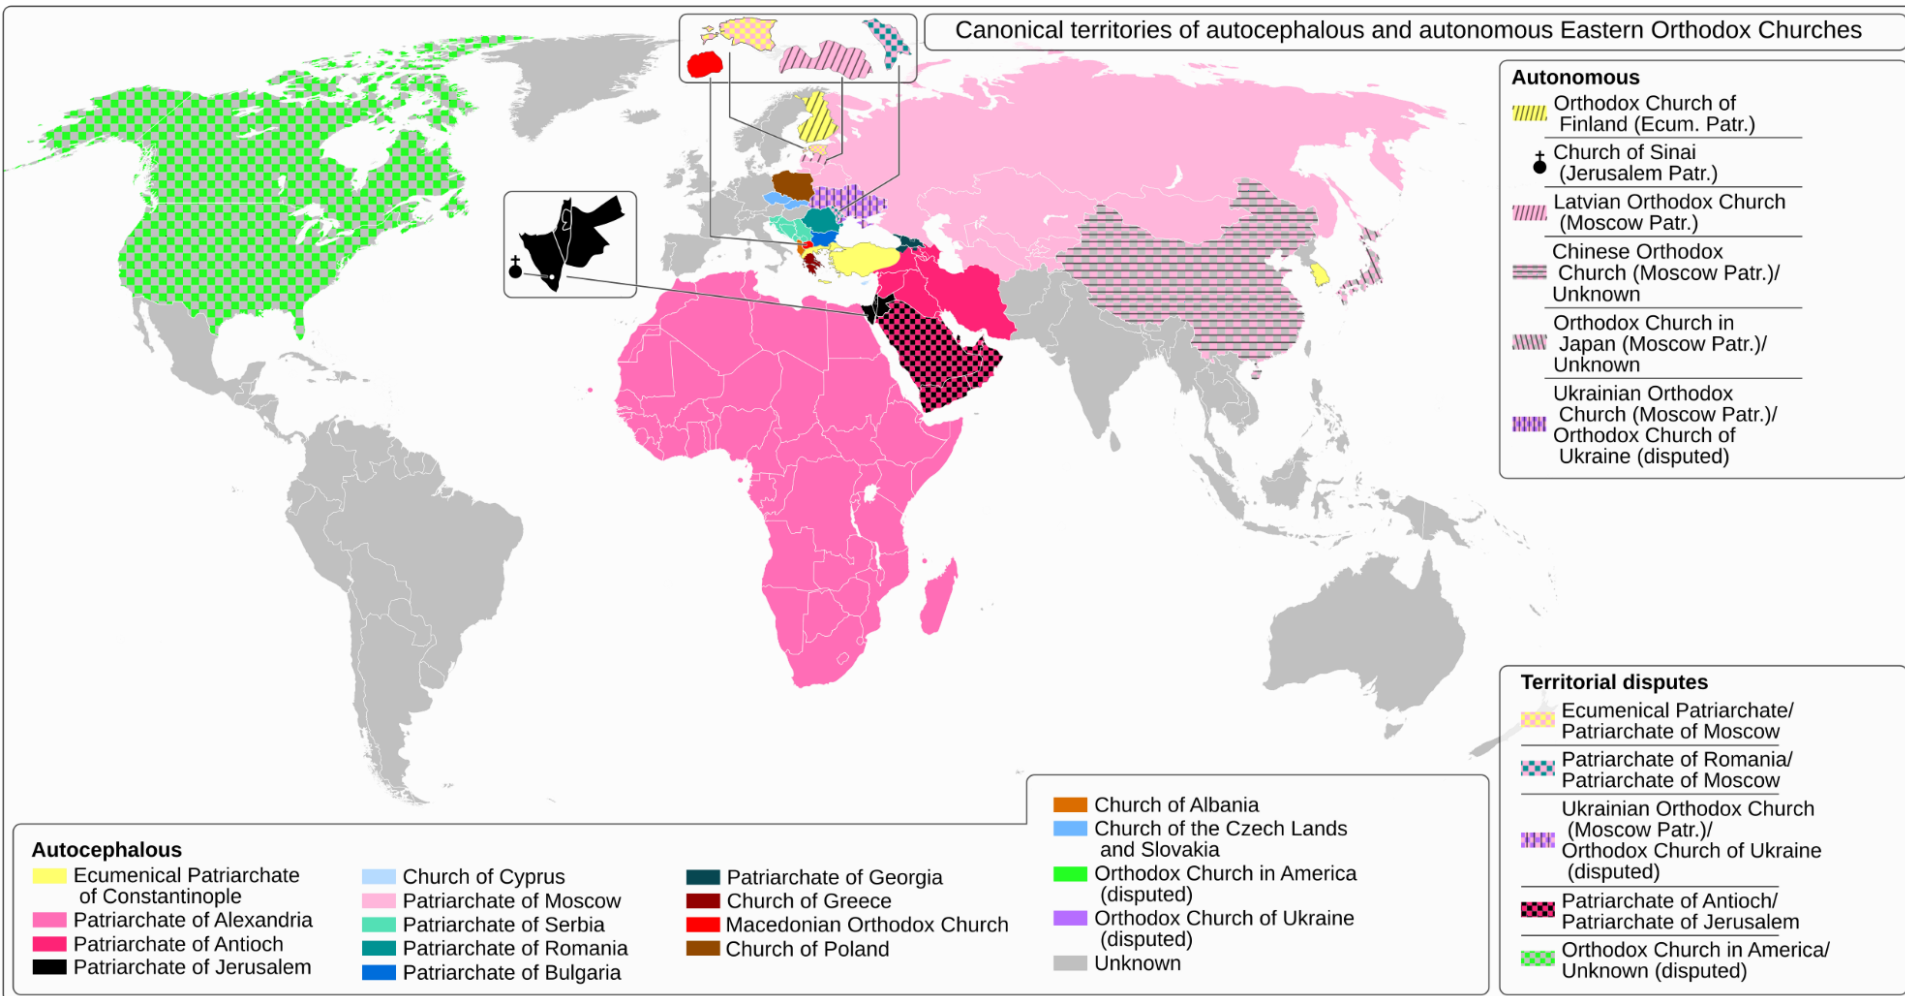 Canonical territories of autocephalous and autonomous Eastern Orthodox Churches
Autonomous
Orthodox Church of
Finland (Ecum. Patr.)
Church of Sinai
(Jerusalem Patr.)
Latvian Orthodox Church
(Moscow Patr.)
Chinese Orthodox
Church (Moscow Patr.)/
Unknown
Orthodox Church in
Japan (Moscow Patr.)/
Unknown
Ukrainian Orthodox
Church (Moscow Patr.)/
Orthodox Church of
Ukraine (disputed)
Territorial disputes
Ecumenical Patriarchate/
Patriarchate of Moscow
Patriarchate of Romania/
Patriarchate of Moscow
Ukrainian Orthodox Church
(Moscow Patr.)/
Orthodox Church of Ukraine
(disputed)
Patriarchate of Antioch/
Patriarchate of Jerusalem
Orthodox Church in America/
Unknown (disputed)
Autocephalous
Ecumenical Patriarchate
of Constantinople
Patriarchate of Alexandria
Patriarchate of Antioch
Patriarchate of Jerusalem
Church of Cyprus
Patriarchate of Moscow
Patriarchate of Serbia
Patriarchate of Romania
Patriarchate of Bulgaria
Patriarchate of Georgia
Church of Greece
Macedonian Orthodox Church
Church of Poland
Church of Albania
Church of the Czech Lands
and Slovakia
Orthodox Church in America
(disputed)
Orthodox Church of Ukraine
(disputed)
Unknown